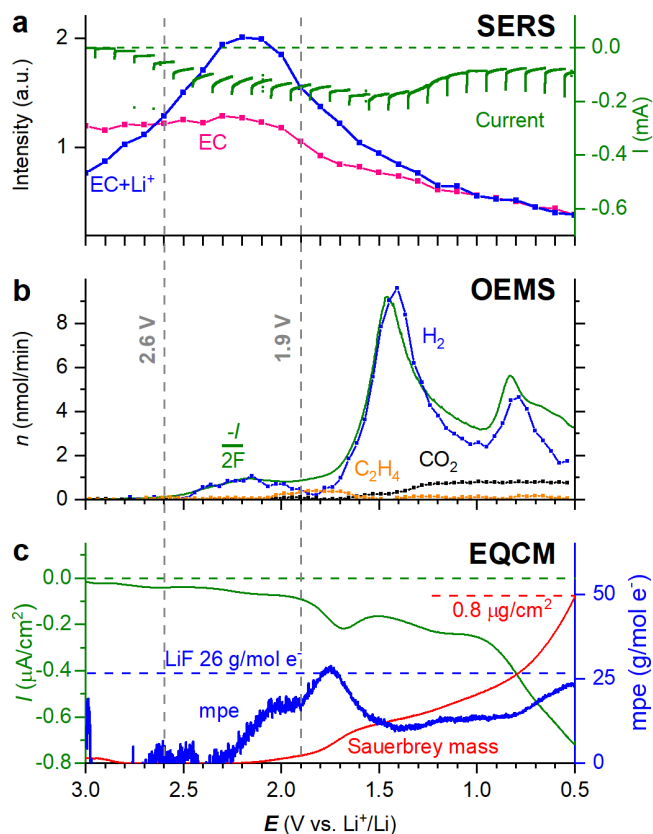 a
SERS
Intensity (a.u.)
2
1
EC
EC+Li⁺
Current
0.0
-0.2
-0.4
-0.6
I (mA)
b
OEMS
n (nmol/min)
8
6
4
2
0
2.6 V
1.9 V
-I
2F
H₂
C₂H₄
CO₂
c
EQCM
I (µA/cm²)
0.0
-0.2
-0.4
-0.6
-0.8
LiF 26 g/mol e⁻
mpe
0.8 µg/cm²
Sauerbrey mass
50
25
0
mpe (g/mol e⁻)
3.0 2.5 2.0 1.5 1.0 0.5
E (V vs. Li⁺/Li)